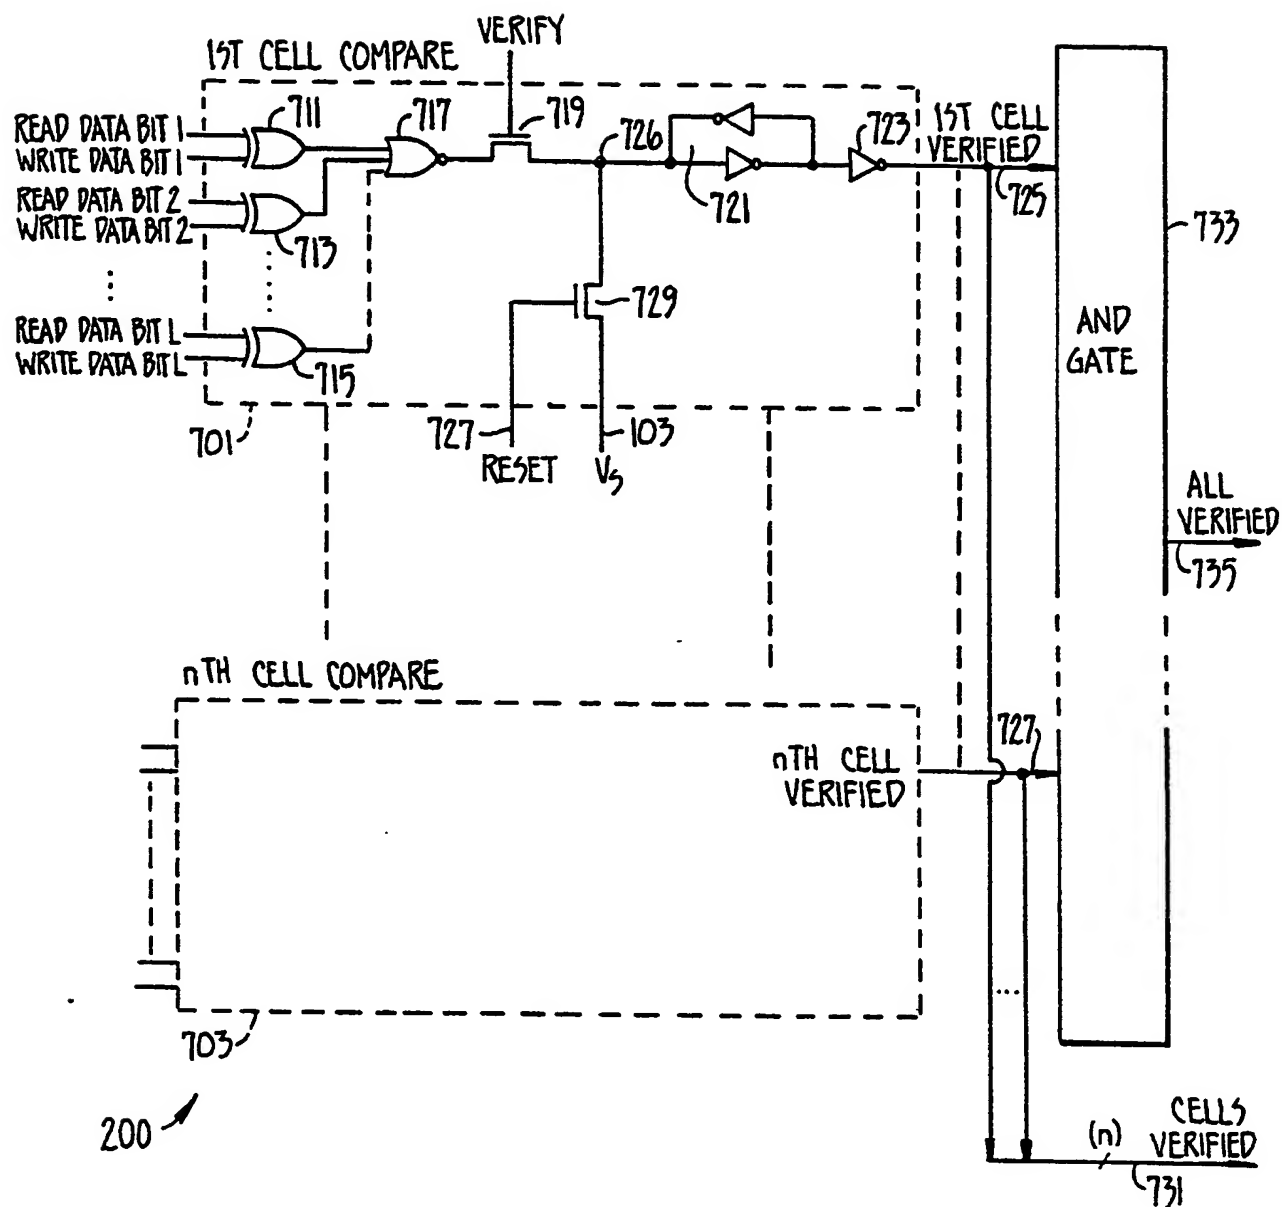 VERIFY
1ST CELL COMPARE
711
717
719
READ DATA BIT 1
WRITE DATA BIT 1
726
723
1ST CELL
VERIFIED
READ DATA BIT 2
WRITE DATA BIT 2
713
721
725
733
READ DATA BIT L
WRITE DATA BIT L
715
729
AND
GATE
701
727
103
RESET
VS
ALL
VERIFIED
735
nTH CELL COMPARE
727
nTH CELL
VERIFIED
...
703
200
(n)
CELLS
VERIFIED
731